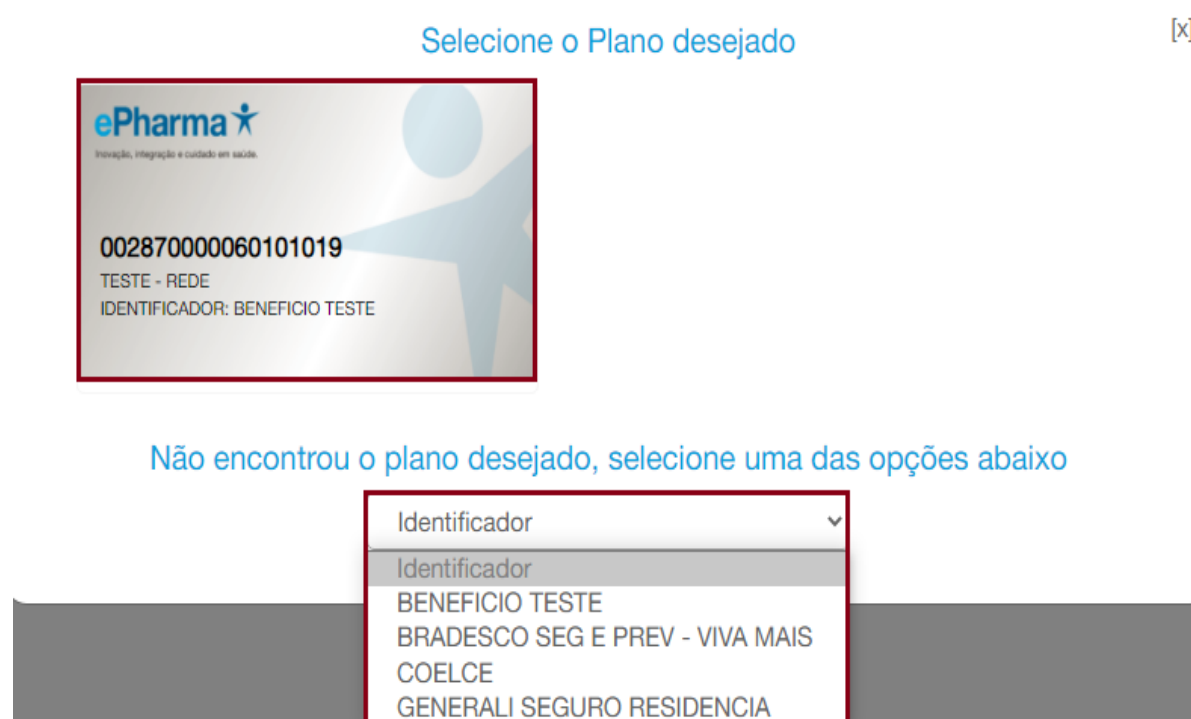 Selecione o Plano desejado
[x]
ePharma
Inovação, integração e cuidado em saúde.
002870000060101019
TESTE - REDE
IDENTIFICADOR: BENEFICIO TESTE
Não encontrou o plano desejado, selecione uma das opções abaixo
Identificador
Identificador
BENEFICIO TESTE
BRADESCO SEG E PREV - VIVA MAIS
COELCE
GENERALI SEGURO RESIDENCIA